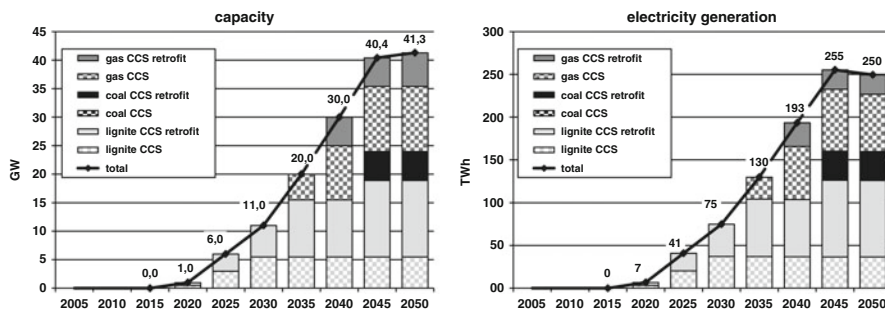 capacity
45
40
35
30
25
20
15
10
5
0
GW
gas CCS retrofit
gas CCS
coal CCS retrofit
coal CCS
lignite CCS retrofit
lignite CCS
total
0,0
1,0
6,0
11,0
20,0
30,0
40,4
41,3
2005 2010 2015 2020 2025 2030 2035 2040 2045 2050
electricity generation
300
250
200
150
100
50
00
TWh
gas CCS retrofit
gas CCS
coal CCS retrofit
coal CCS
lignite CCS retrofit
lignite CCS
total
0
7
41
75
130
193
255
250
2005 2010 2015 2020 2025 2030 2035 2040 2045 2050